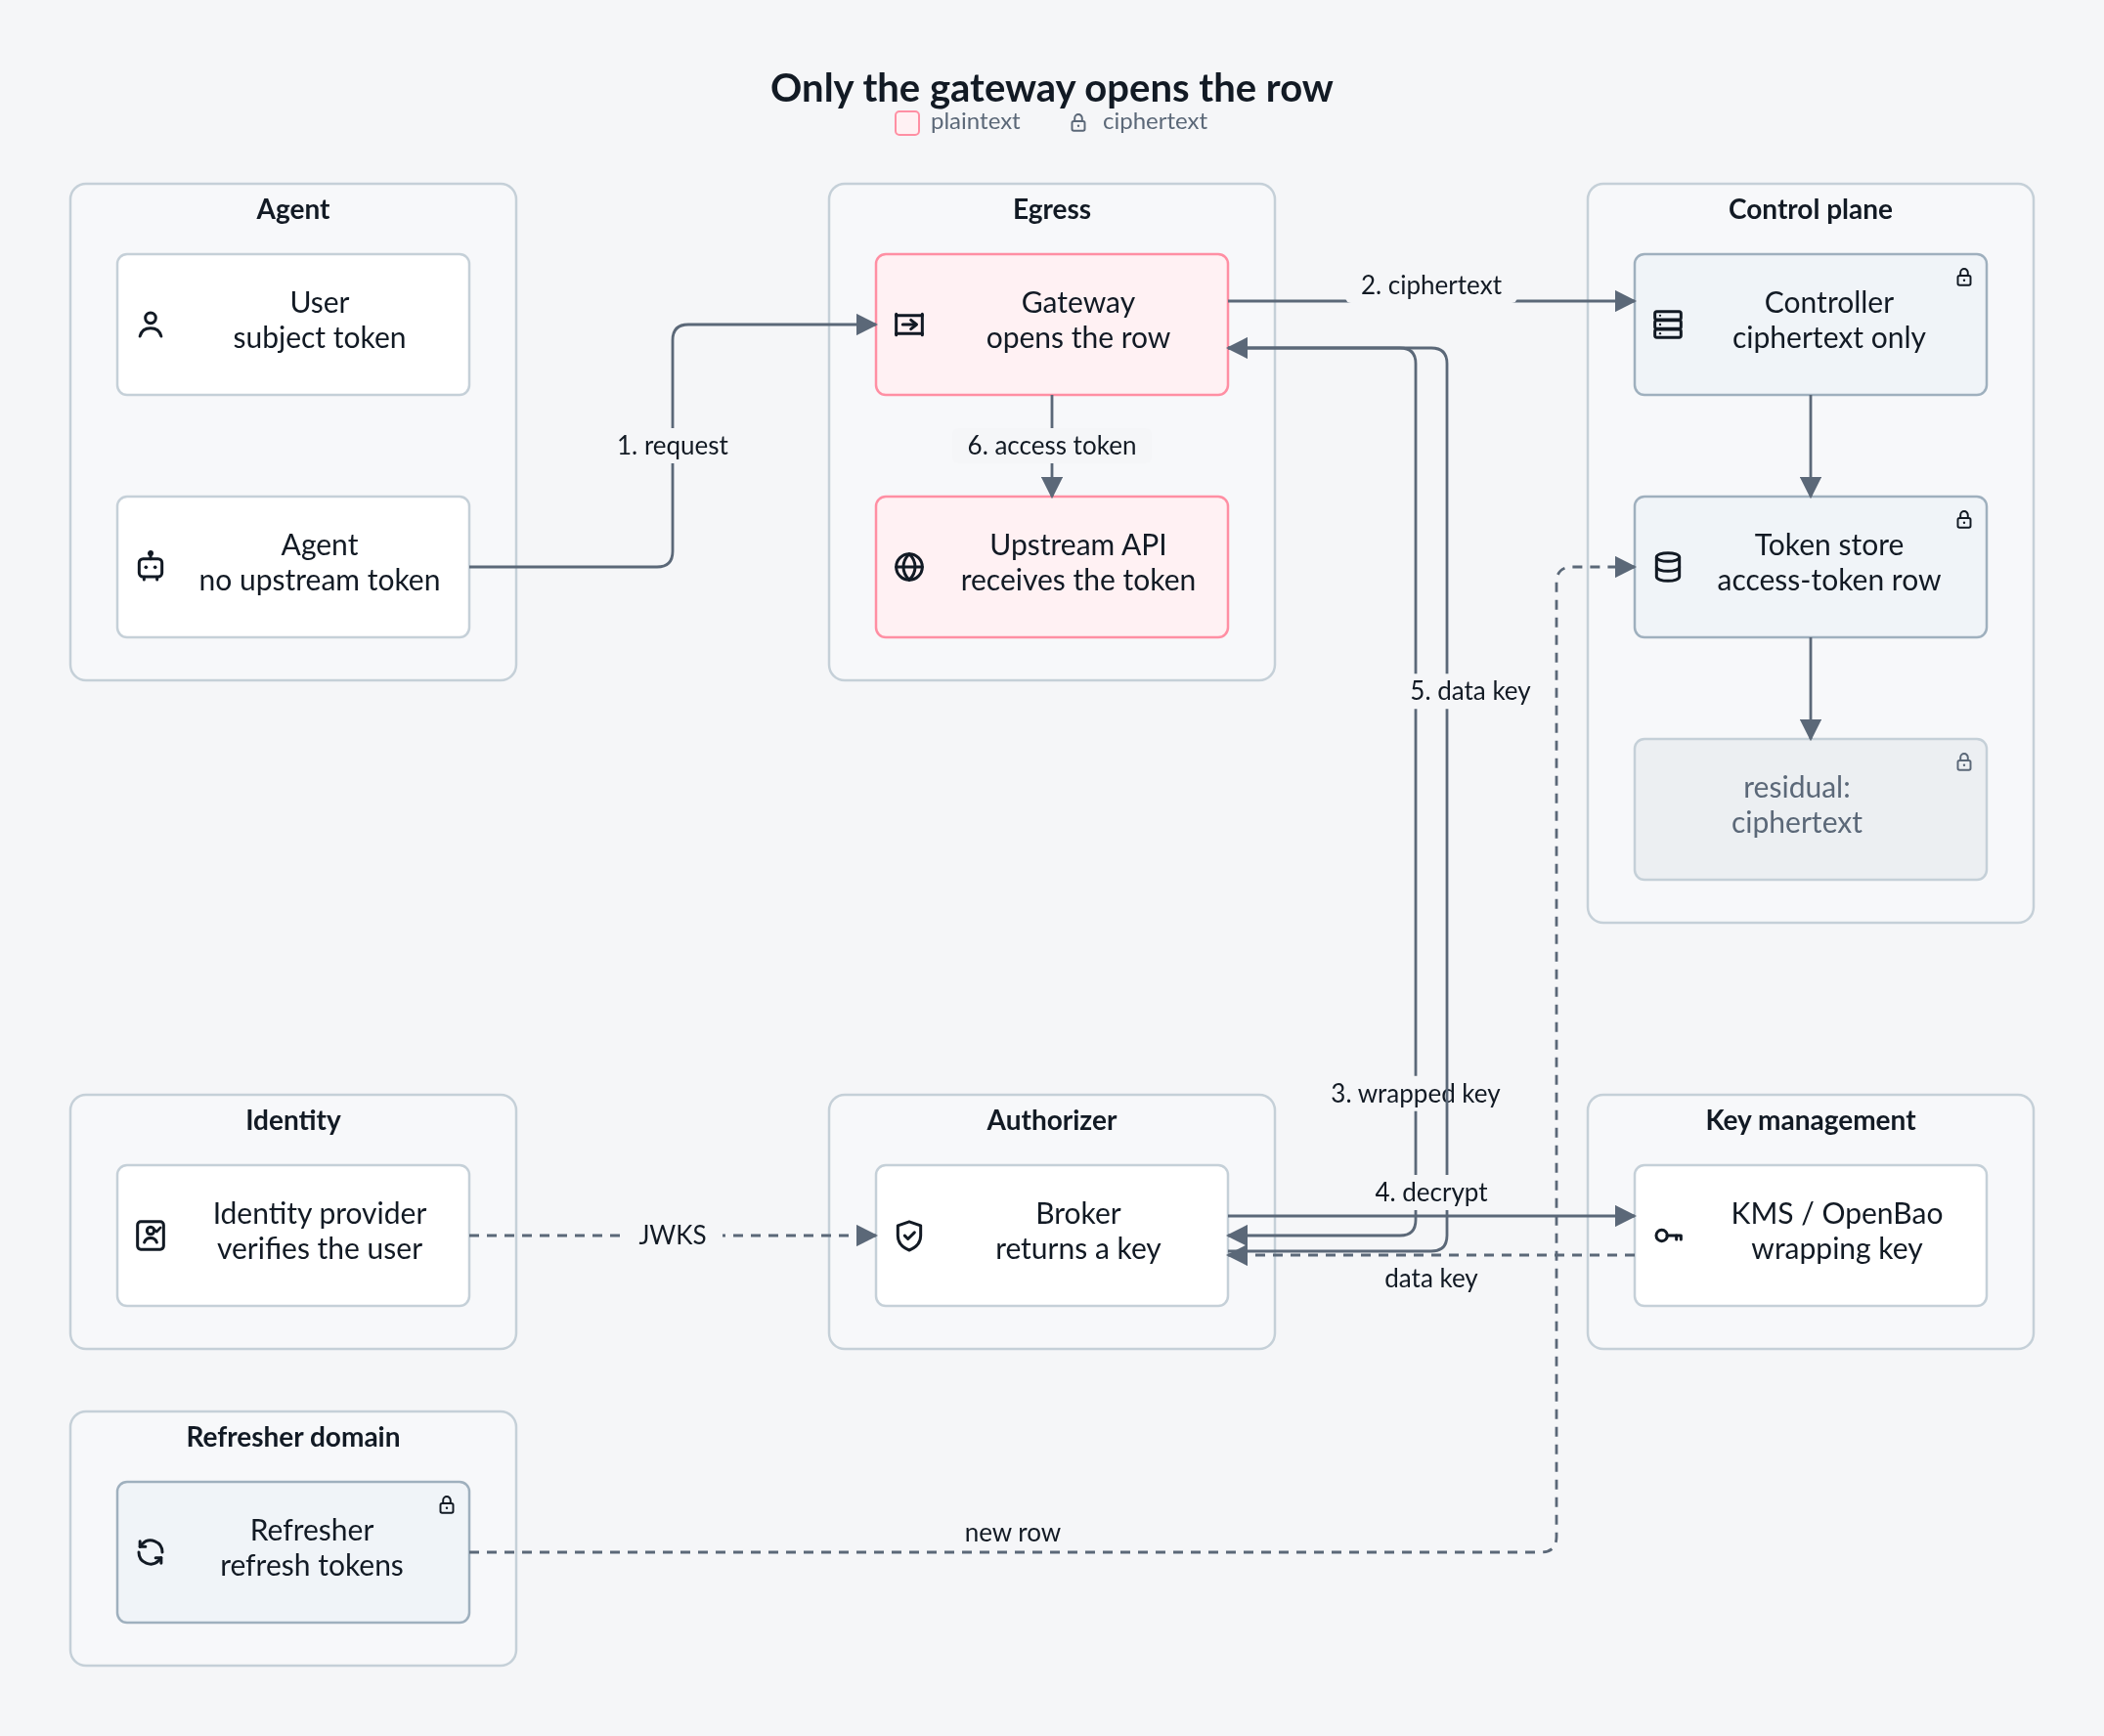 Only the gateway opens the row
plaintext
ciphertext
Agent
User
subject token
Agent
no upstream token
1. request
Egress
Gateway
opens the row
6. access token
Upstream API
receives the token
2. ciphertext
Control plane
Controller
ciphertext only
Token store
access-token row
residual:
ciphertext
5. data key
3. wrapped key
Identity
Identity provider
verifies the user
JWKS
Authorizer
Broker
returns a key
4. decrypt
data key
Key management
KMS / OpenBao
wrapping key
Refresher domain
Refresher
refresh tokens
new row